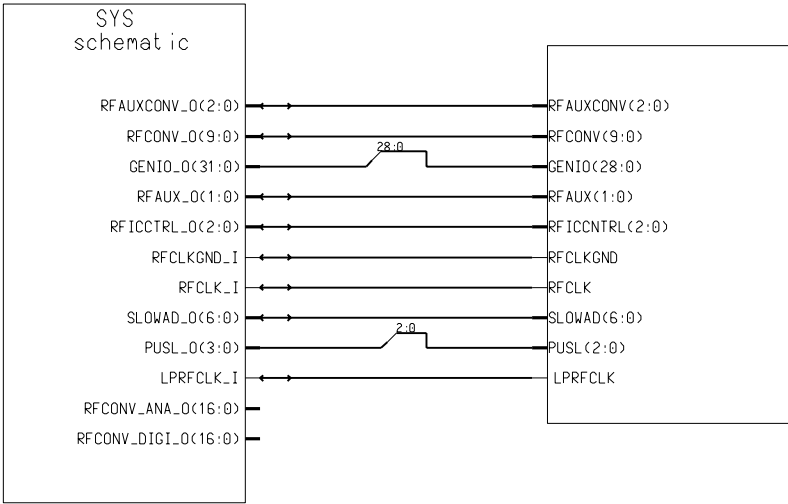 SYS
schematic
RFAUXCONV_O(2:0) RFAUXCONV(2:0)
RFCONV_O(9:0) RFCONV(9:0)
28:0
GENIO_O(31:0) GENIO(28:0)
RFAUX_O(1:0) RFAUX(1:0)
RFICCTRL_O(2:0) RFICCNTRL(2:0)
RFCLKGND_I RFCLKGND
RFCLK_I RFCLK
SLOWAD_O(6:0) SLOWAD(6:0)
2:0
PUSL_O(3:0) PUSL(2:0)
LPRFCLK_I LPRFCLK
RFCONV_ANA_O(16:0)
RFCONV_DIGI_O(16:0)